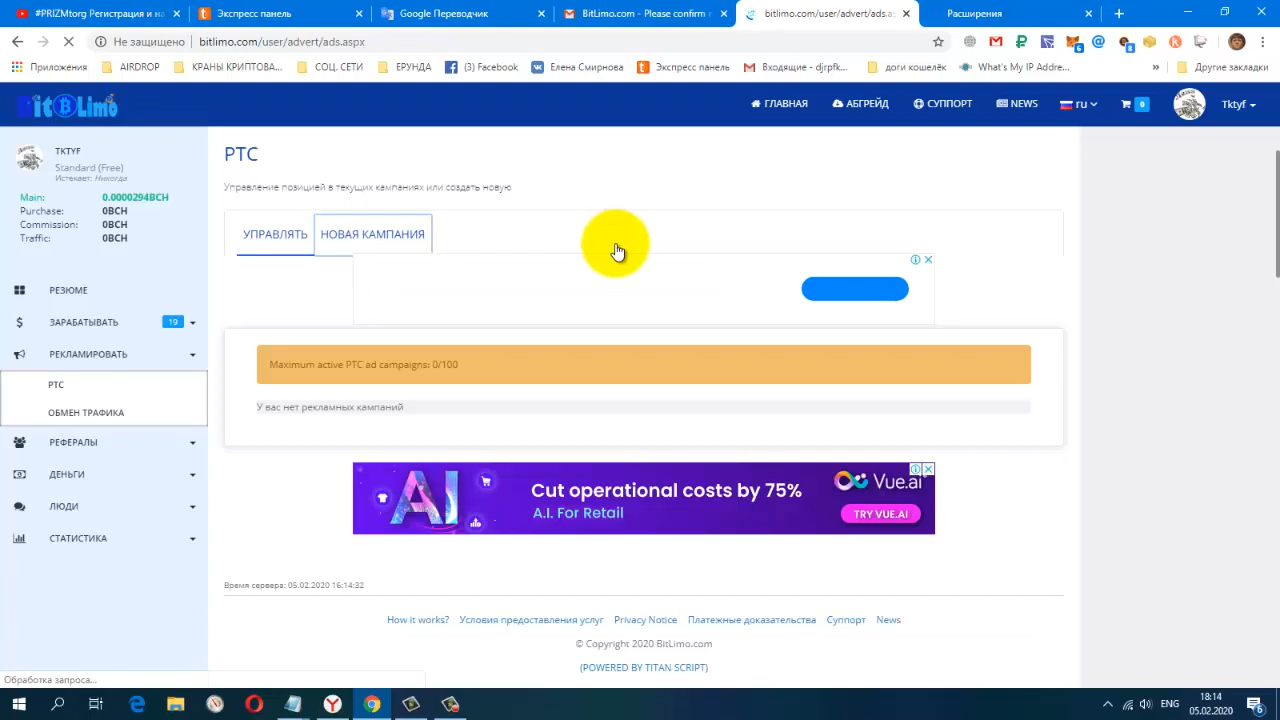 #PRIZMtorg Регистрация и на
Экспресс панель
Google Переводчик
BitLimo.com - Please confirm r
bitlimo.com/user/advert/ads.asp
Расширения
Не защищено
bitlimo.com/user/advert/ads.aspx
Приложения
AIRDROP
КРАНЫ КРИПТОВА...
СОЦ. СЕТИ
ЕРУНДА
(3) Facebook
Елена Смирнова
Экспресс панель
Входящие - djrpfk...
доги кошелёк
What's My IP Addre...
»
Другие закладки
BitLimo
ГЛАВНАЯ
АБГРЕЙД
СУППОРТ
NEWS
ru
0
Tktyf
TKTYF
Standard (Free)
Истекает: Никогда
Main: 0.0000294BCH
Purchase: 0BCH
Commission: 0BCH
Traffic: 0BCH
РЕЗЮМЕ
ЗАРАБАТЫВАТЬ 19
РЕКЛАМИРОВАТЬ
PTC
ОБМЕН ТРАФИКА
РЕФЕРАЛЫ
ДЕНЬГИ
ЛЮДИ
СТАТИСТИКА
PTC
Управление позицией в текущих кампаниях или создать новую
УПРАВЛЯТЬ
НОВАЯ КАМПАНИЯ
Maximum active PTC ad campaigns: 0/100
У вас нет рекламных кампаний
AI
Cut operational costs by 75%
A.I. For Retail
Vue.ai
TRY VUE.AI
Время сервера: 05.02.2020 16:14:32
How it works?
Условия предоставления услуг
Privacy Notice
Платежные доказательства
Суппорт
News
© Copyright 2020 BitLimo.com
(POWERED BY TITAN SCRIPT)
Обработка запроса...
ENG
18:14
05.02.2020
6